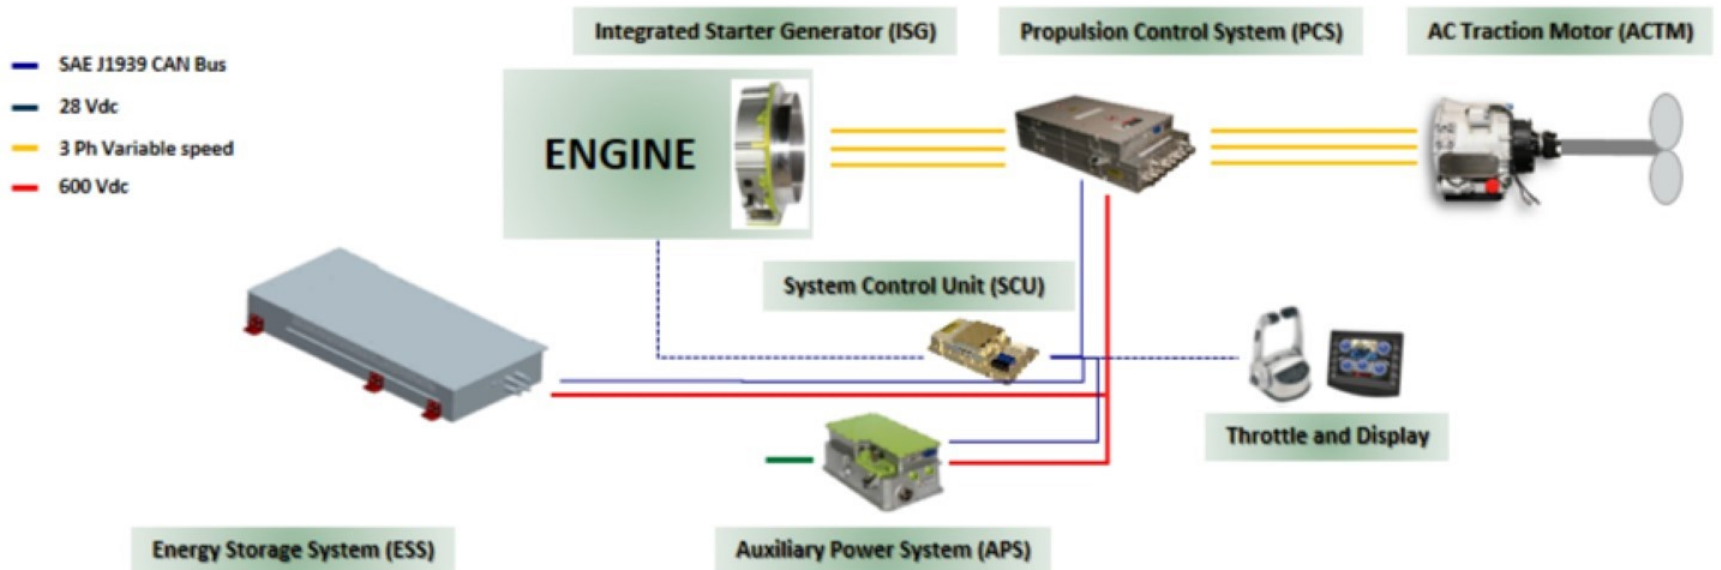 Integrated Starter Generator (ISG)
Propulsion Control System (PCS)
AC Traction Motor (ACTM)
SAE J1939 CAN Bus
28 Vdc
3 Ph Variable speed
600 Vdc
ENGINE
System Control Unit (SCU)
Throttle and Display
Energy Storage System (ESS)
Auxiliary Power System (APS)